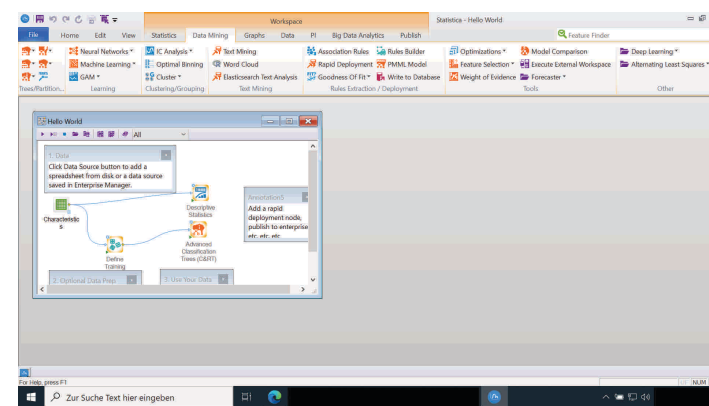 Workspace
Statistica - Hello World
File Home Edit View Statistics Data Mining Graphs Data PI Big Data Analytics Publish Feature Finder
Neural Networks IC Analysis Text Mining Association Rules Rules Builder Optimizations Model Comparison Deep Learning
Machine Learning Optimal Binning Word Cloud Rapid Deployment PMML Model Feature Selection Execute External Workspace Alternating Least Squares
GAM Cluster Elasticsearch Text Analysis Goodness Of Fit Write to Database Weight of Evidence Forecaster
Trees/Partition... Learning Clustering/Grouping Text Mining Rules Extraction / Deployment Tools Other
Hello World
All
1. Data
Click Data Source button to add a
spreadsheet from disk or a data source
saved in Enterprise Manager.
Characteristic
s
Descriptive
Statistics
Annotation5
Add a rapid
deployment node,
publish to enterprise
etc. etc. etc
Advanced
Classification
Trees (C&RT)
Define
Training
2. Optional Data Prep
3. Use Your Data
For Help, press F1
NUM
Zur Suche Text hier eingeben